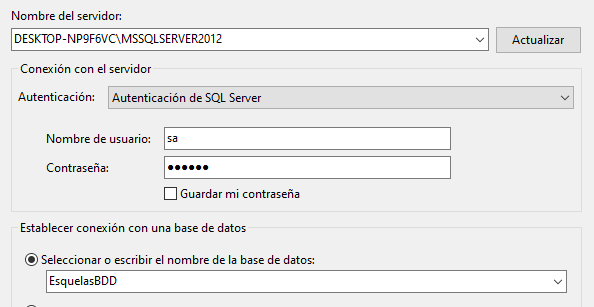 Nombre del servidor:
DESKTOP-NP9F6VC\MSSQLSERVER2012
Actualizar
Conexión con el servidor
Autenticación:
Autenticación de SQL Server
Nombre de usuario:
sa
Contraseña:
●●●●●●
Guardar mi contraseña
Establecer conexión con una base de datos
Seleccionar o escribir el nombre de la base de datos:
EsquelasBDD